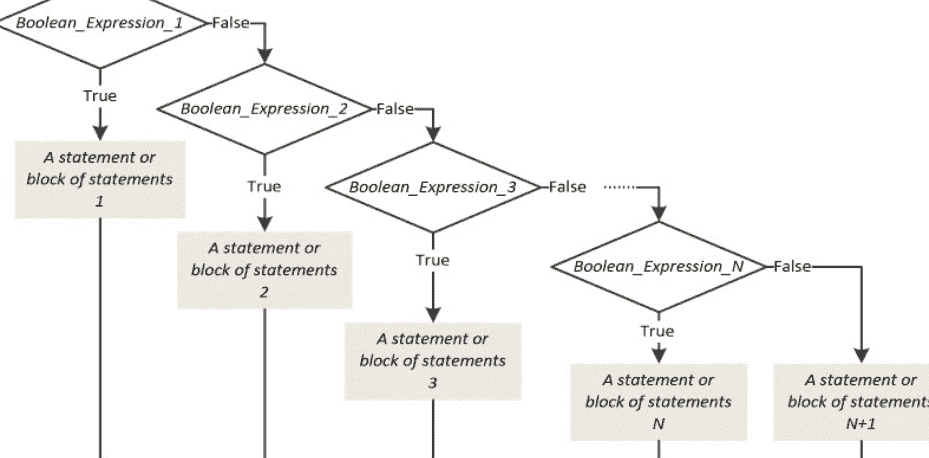 Boolean_Expression_1
False
True
A statement or
block of statements
1
Boolean_Expression_2
False
True
A statement or
block of statements
2
Boolean_Expression_3
False
True
A statement or
block of statements
3
Boolean_Expression_N
False
True
A statement or
block of statements
N
A statement or
block of statements
N+1